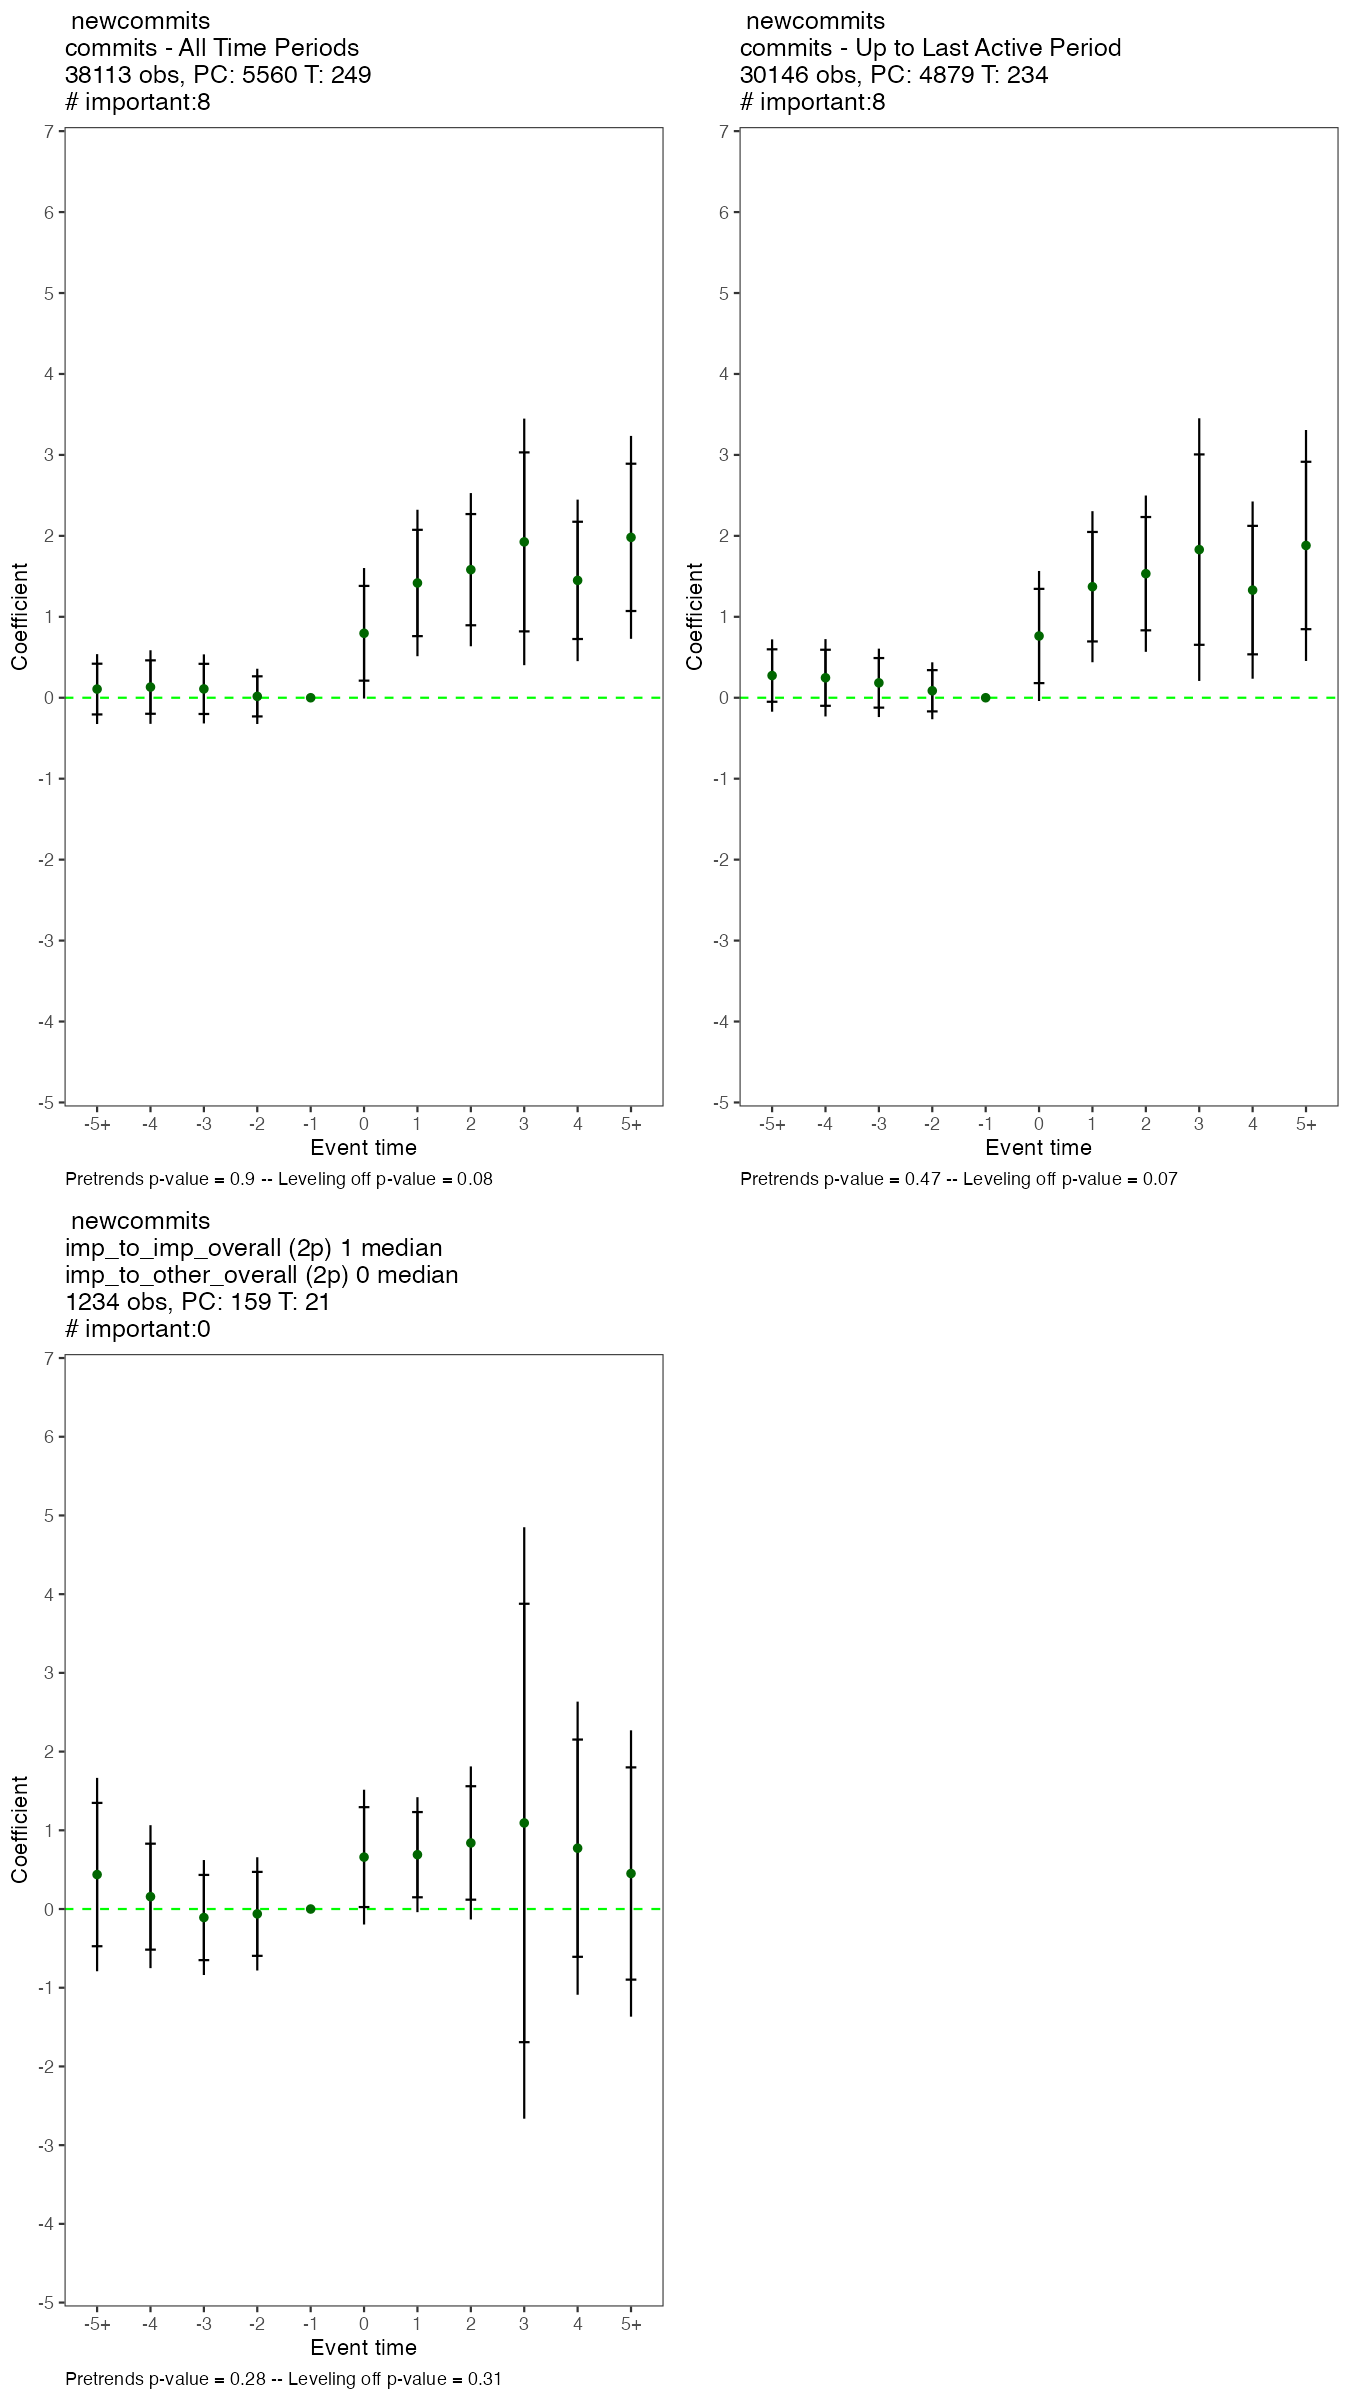 newcommits
commits - All Time Periods
38113 obs, PC: 5560 T: 249
# important:8
7
6
5
4
3
2
1
0
-1
-2
-3
-4
-5
Coefficient
-5+ -4 -3 -2 -1 0 1 2 3 4 5+
Event time
Pretrends p-value = 0.9 -- Leveling off p-value = 0.08
newcommits
commits - Up to Last Active Period
30146 obs, PC: 4879 T: 234
# important:8
7
6
5
4
3
2
1
0
-1
-2
-3
-4
-5
Coefficient
-5+ -4 -3 -2 -1 0 1 2 3 4 5+
Event time
Pretrends p-value = 0.47 -- Leveling off p-value = 0.07
newcommits
imp_to_imp_overall (2p) 1 median
imp_to_other_overall (2p) 0 median
1234 obs, PC: 159 T: 21
# important:0
7
6
5
4
3
2
1
0
-1
-2
-3
-4
-5
Coefficient
-5+ -4 -3 -2 -1 0 1 2 3 4 5+
Event time
Pretrends p-value = 0.28 -- Leveling off p-value = 0.31